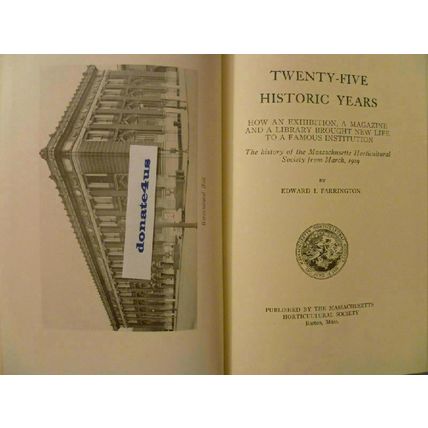 Horticultural Hall
donate4us
TWENTY-FIVE
HISTORIC YEARS
HOW AN EXHIBITION, A MAGAZINE
AND A LIBRARY BROUGHT NEW LIFE
TO A FAMOUS INSTITUTION
The history of the Massachusetts Horticultural
Society from March, 1929
BY
EDWARD I. FARRINGTON
PUBLISHED BY THE MASSACHUSETTS
HORTICULTURAL SOCIETY
Boston, Mass.